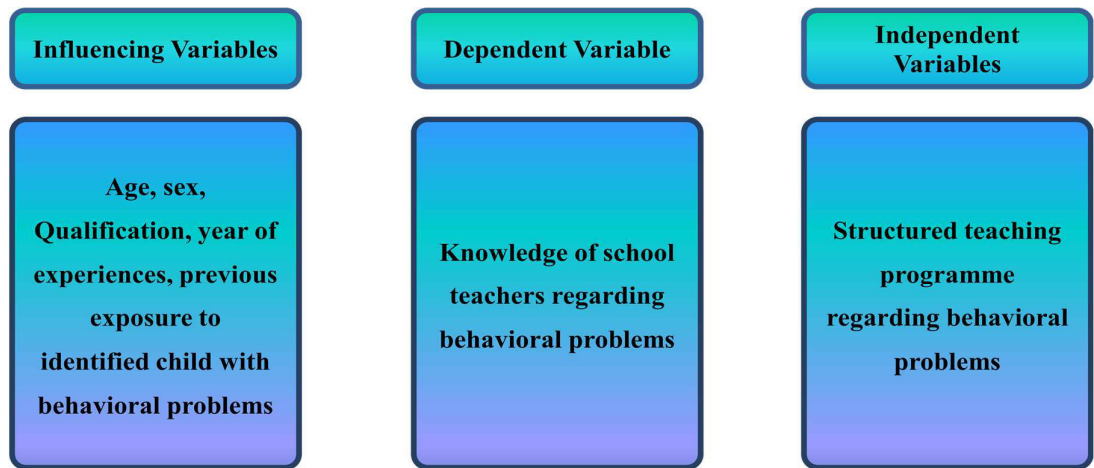 Influencing Variables
Dependent Variable
Independent
Variables
Age, sex,
Qualification, year of
experiences, previous
exposure to
identified child with
behavioral problems
Knowledge of school
teachers regarding
behavioral problems
Structured teaching
programme
regarding behavioral
problems